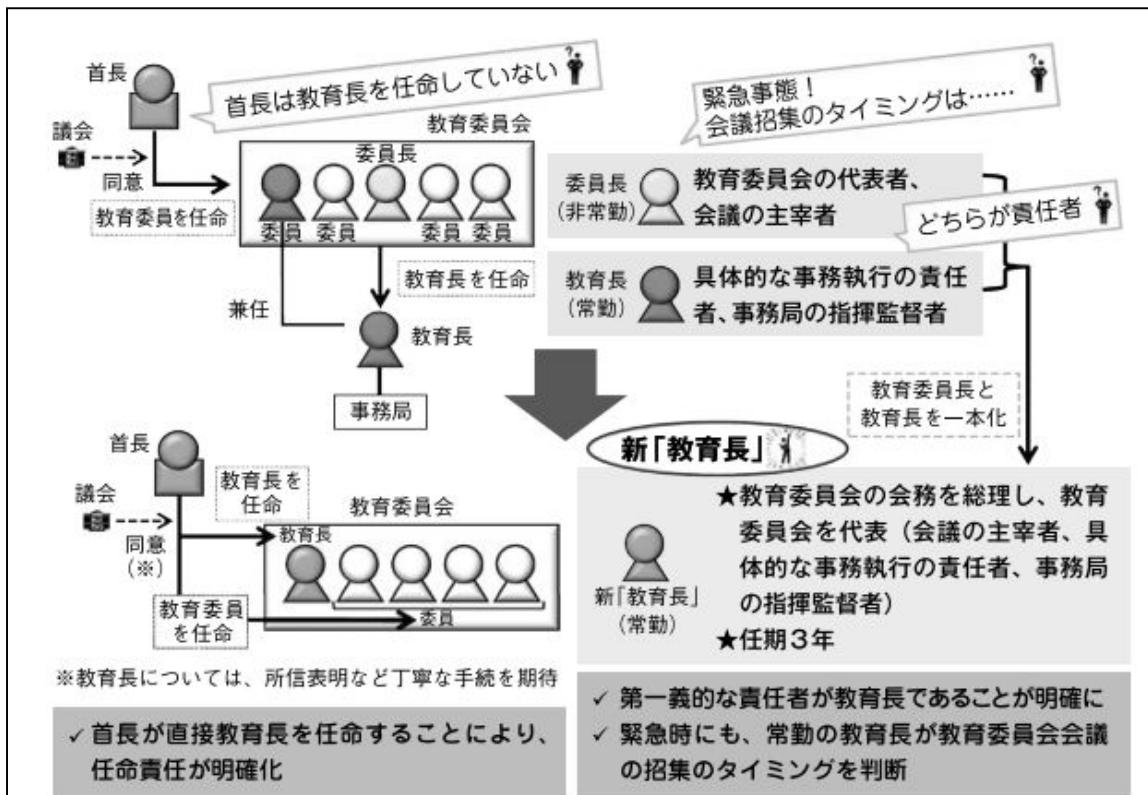 首長
首長は教育長を任命していない
議会
同意
教育委員を任命
教育委員会
委員長
委員
委員
委員
委員
教育長を任命
兼任
教育長
事務局
緊急事態！
会議招集のタイミングは……
委員長
(非常勤)
教育委員会の代表者、
会議の主宰者
どちらが責任者
教育長
(常勤)
具体的な事務執行の責任
者、事務局の指揮監督者
教育委員長と
教育長を一本化
首長
議会
同意
(※)
教育長を
任命
教育委員
を任命
教育委員会
教育長
委員
※教育長については、所信表明など丁寧な手続を期待
✓ 首長が直接教育長を任命することにより、
任命責任が明確化
新「教育長」
新「教育長」
(常勤)
★教育委員会の会務を総理し、教育
委員会を代表（会議の主宰者、具
体的な事務執行の責任者、事務局
の指揮監督者）
★任期３年
✓ 第一義的な責任者が教育長であることが明確に
✓ 緊急時にも、常勤の教育長が教育委員会会議
の招集のタイミングを判断